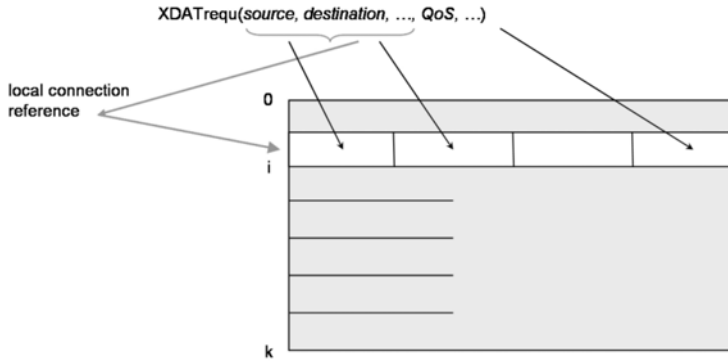 XDATrequ(source, destination, ..., QoS, ...)
local connection
reference
0
i
k